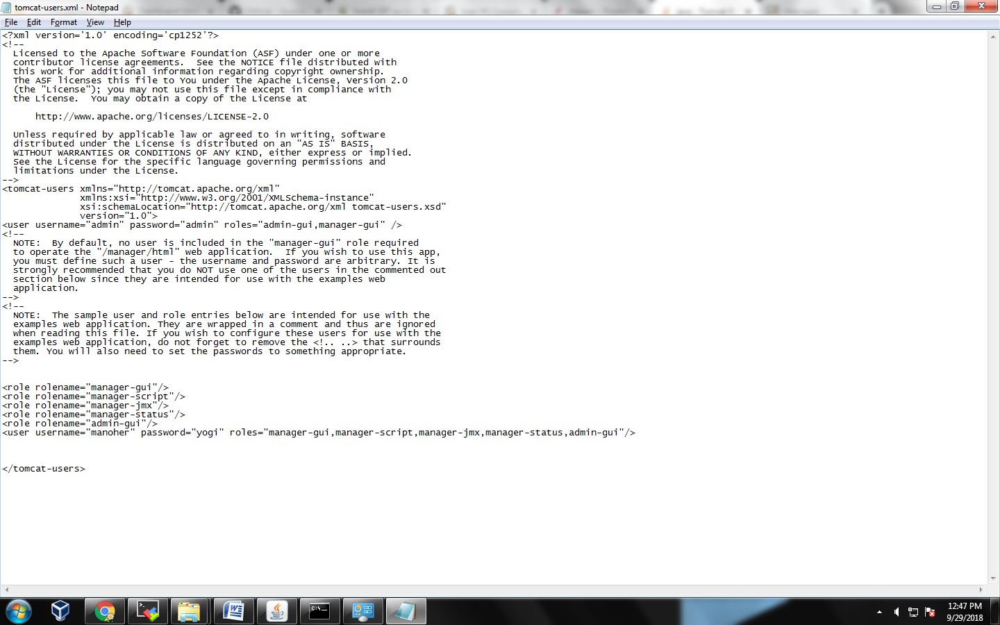 tomcat-users.xml - Notepad
File Edit Format View Help
<?xml version='1.0' encoding='cp1252'?>
<!--
  Licensed to the Apache Software Foundation (ASF) under one or more
  contributor license agreements.  See the NOTICE file distributed with
  this work for additional information regarding copyright ownership.
  The ASF licenses this file to You under the Apache License, Version 2.0
  (the "License"); you may not use this file except in compliance with
  the License.  You may obtain a copy of the License at

      http://www.apache.org/licenses/LICENSE-2.0

  Unless required by applicable law or agreed to in writing, software
  distributed under the License is distributed on an "AS IS" BASIS,
  WITHOUT WARRANTIES OR CONDITIONS OF ANY KIND, either express or implied.
  See the License for the specific language governing permissions and
  limitations under the License.
-->
<tomcat-users xmlns="http://tomcat.apache.org/xml"
              xmlns:xsi="http://www.w3.org/2001/XMLSchema-instance"
              xsi:schemaLocation="http://tomcat.apache.org/xml tomcat-users.xsd"
              version="1.0">
<user username="admin" password="admin" roles="admin-gui,manager-gui" />
<!--
  NOTE:  By default, no user is included in the "manager-gui" role required
  to operate the "/manager/html" web application.  If you wish to use this app,
  you must define such a user - the username and password are arbitrary. It is
  strongly recommended that you do NOT use one of the users in the commented out
  section below since they are intended for use with the examples web
  application.
-->
<!--
  NOTE:  The sample user and role entries below are intended for use with the
  examples web application. They are wrapped in a comment and thus are ignored
  when reading this file. If you wish to configure these users for use with the
  examples web application, do not forget to remove the <!.. ..> that surrounds
  them. You will also need to set the passwords to something appropriate.
-->

<role rolename="manager-gui"/>
<role rolename="manager-script"/>
<role rolename="manager-jmx"/>
<role rolename="manager-status"/>
<role rolename="admin-gui"/>
<user username="manoher" password="yogi" roles="manager-gui,manager-script,manager-jmx,manager-status,admin-gui"/>

</tomcat-users>
C:\
12:47 PM
9/29/2018